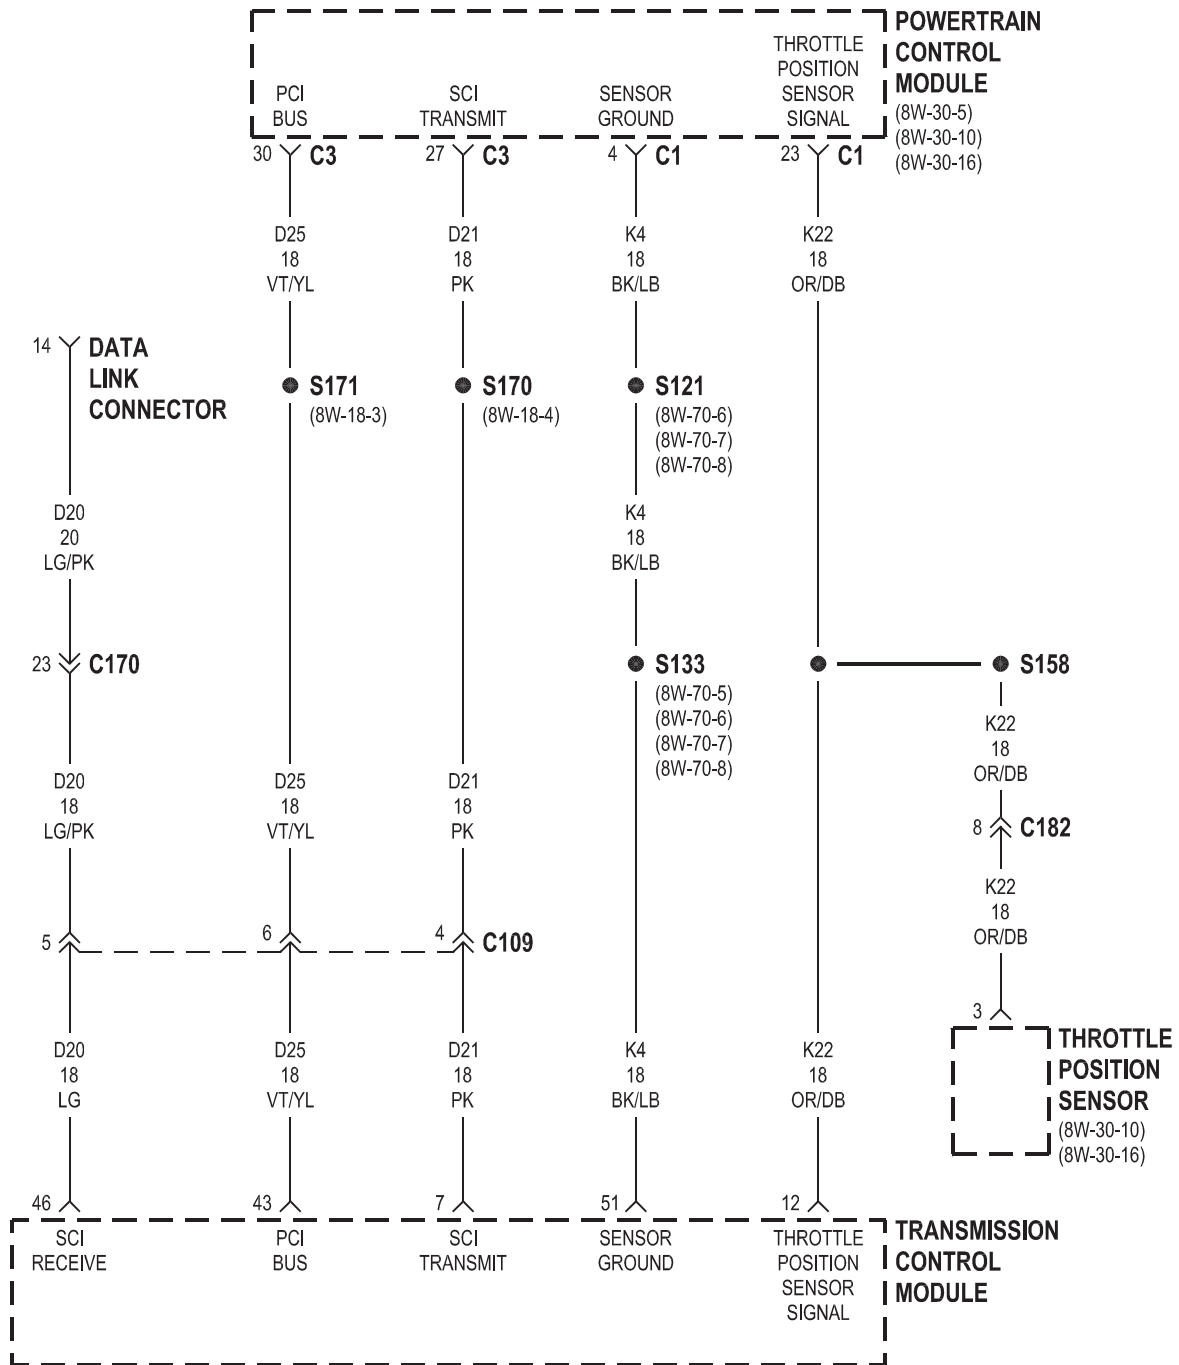 POWERTRAIN
CONTROL
MODULE
(8W-30-5)
(8W-30-10)
(8W-30-16)
PCI
BUS
SCI
TRANSMIT
SENSOR
GROUND
THROTTLE
POSITION
SENSOR
SIGNAL
30 C3
27 C3
4 C1
23 C1
D25
18
VT/YL
D21
18
PK
K4
18
BK/LB
K22
18
OR/DB
14 DATA
LINK
CONNECTOR
S171
(8W-18-3)
S170
(8W-18-4)
S121
(8W-70-6)
(8W-70-7)
(8W-70-8)
D20
20
LG/PK
K4
18
BK/LB
23 C170
S133
(8W-70-5)
(8W-70-6)
(8W-70-7)
(8W-70-8)
S158
K22
18
OR/DB
D20
18
LG/PK
D25
18
VT/YL
D21
18
PK
8 C182
K22
18
OR/DB
5
6
4 C109
3
THROTTLE
POSITION
SENSOR
(8W-30-10)
(8W-30-16)
D20
18
LG
D25
18
VT/YL
D21
18
PK
K4
18
BK/LB
K22
18
OR/DB
46
43
7
51
12
SCI
RECEIVE
PCI
BUS
SCI
TRANSMIT
SENSOR
GROUND
THROTTLE
POSITION
SENSOR
SIGNAL
TRANSMISSION
CONTROL
MODULE